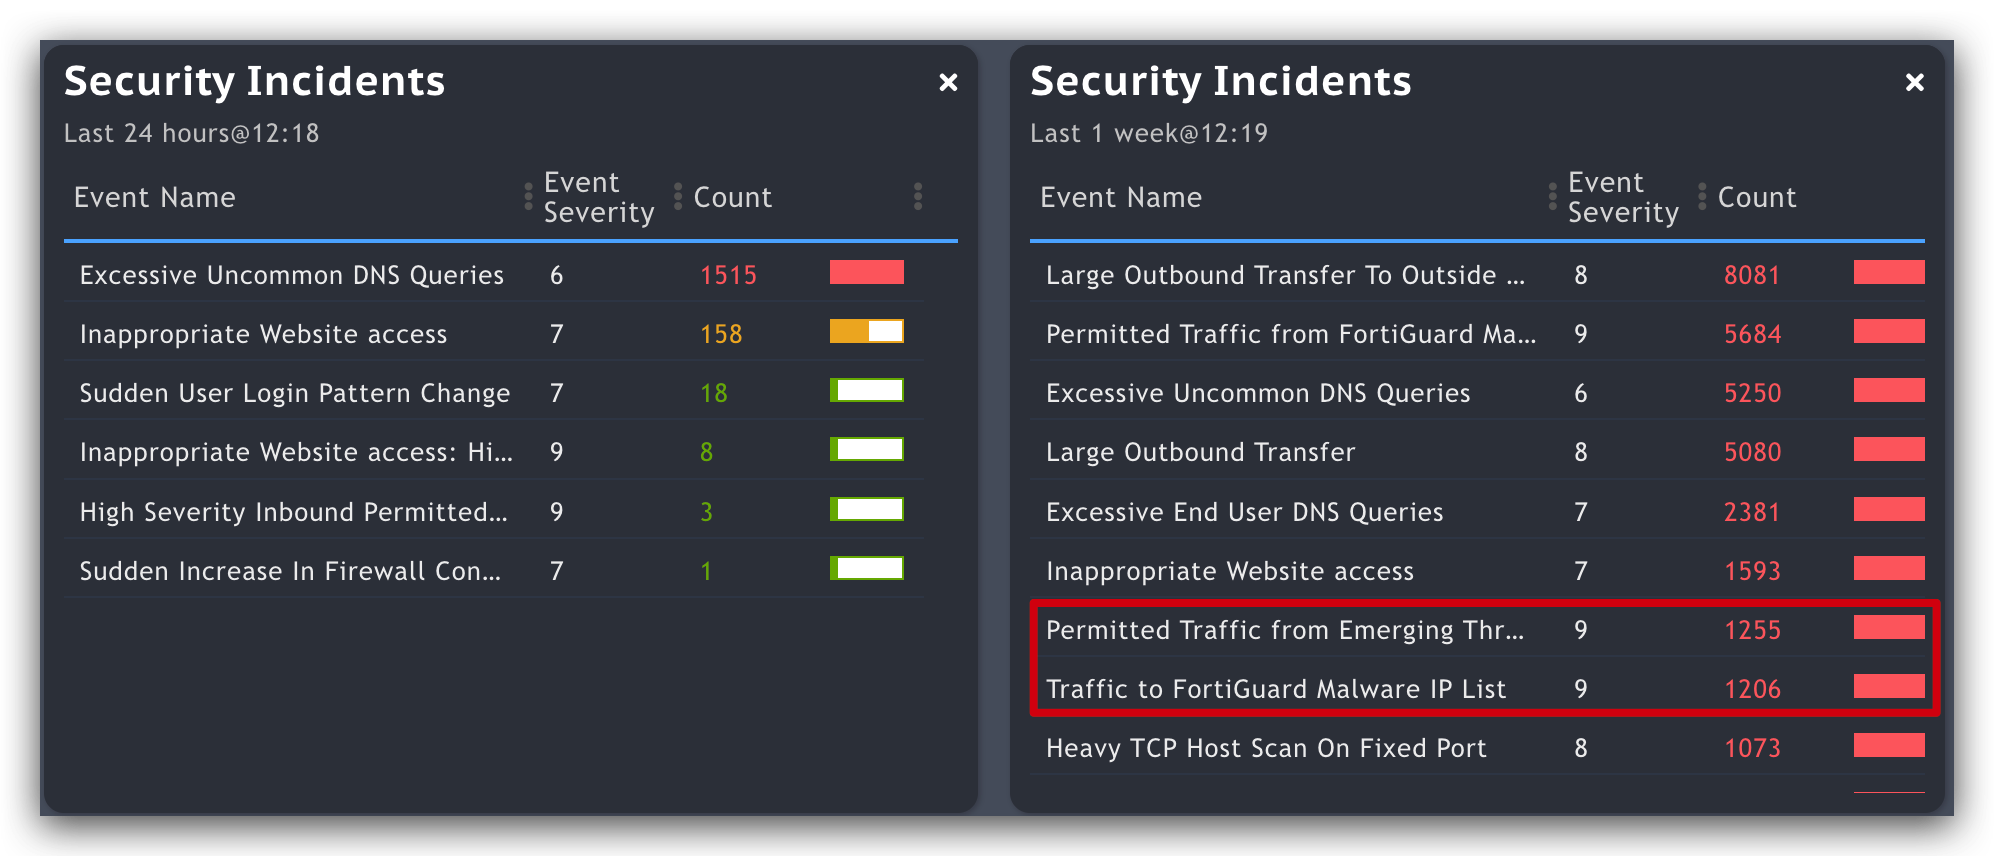 Security Incidents
Last 24 hours@12:18
Event Name
Event
Severity
Count
Excessive Uncommon DNS Queries 6 1515
Inappropriate Website access 7 158
Sudden User Login Pattern Change 7 18
Inappropriate Website access: Hi... 9 8
High Severity Inbound Permitted... 9 3
Sudden Increase In Firewall Con... 7 1
Security Incidents
Last 1 week@12:19
Event Name
Event
Severity
Count
Large Outbound Transfer To Outside ... 8 8081
Permitted Traffic from FortiGuard Ma... 9 5684
Excessive Uncommon DNS Queries 6 5250
Large Outbound Transfer 8 5080
Excessive End User DNS Queries 7 2381
Inappropriate Website access 7 1593
Permitted Traffic from Emerging Thr... 9 1255
Traffic to FortiGuard Malware IP List 9 1206
Heavy TCP Host Scan On Fixed Port 8 1073